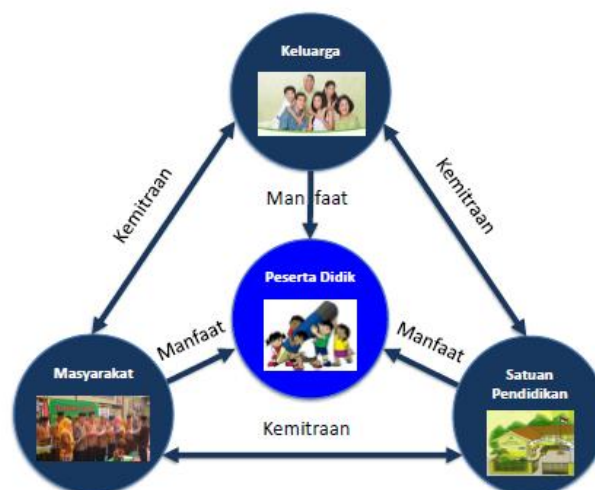 Keluarga
Kemitraan
Kemitraan
Manfaat
Peserta Didik
Manfaat
Manfaat
Masyarakat
Satuan
Pendidikan
Kemitraan